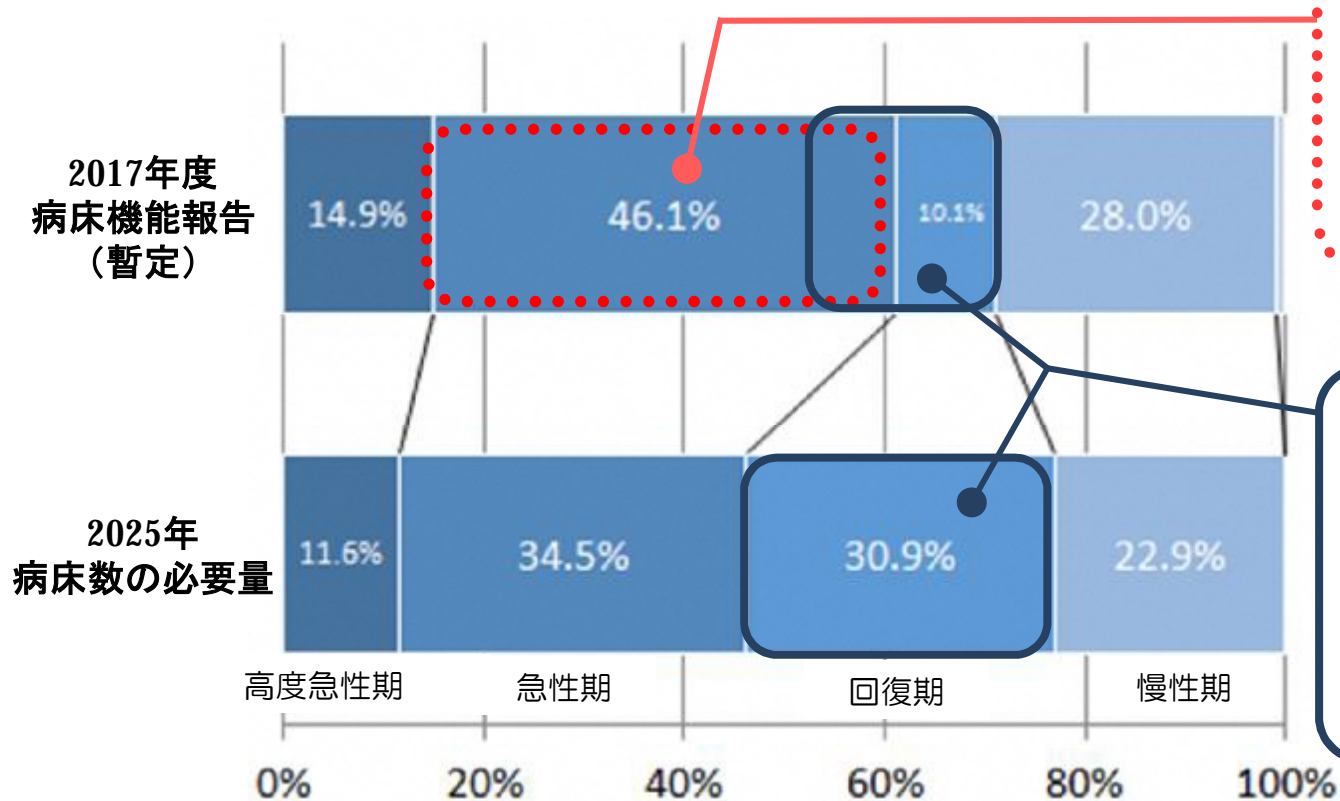 2017年度
病床機能報告
（暫定）
14.9%
46.1%
10.1%
28.0%
2025年
病床数の必要量
11.6%
34.5%
30.9%
22.9%
高度急性期
急性期
回復期
慢性期
0%
20%
40%
60%
80%
100%